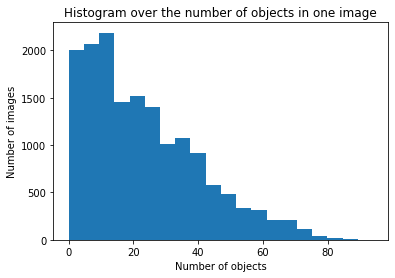 Histogram over the number of objects in one image
2000
1500
1000
500
0
Number of images
0 20 40 60 80
Number of objects